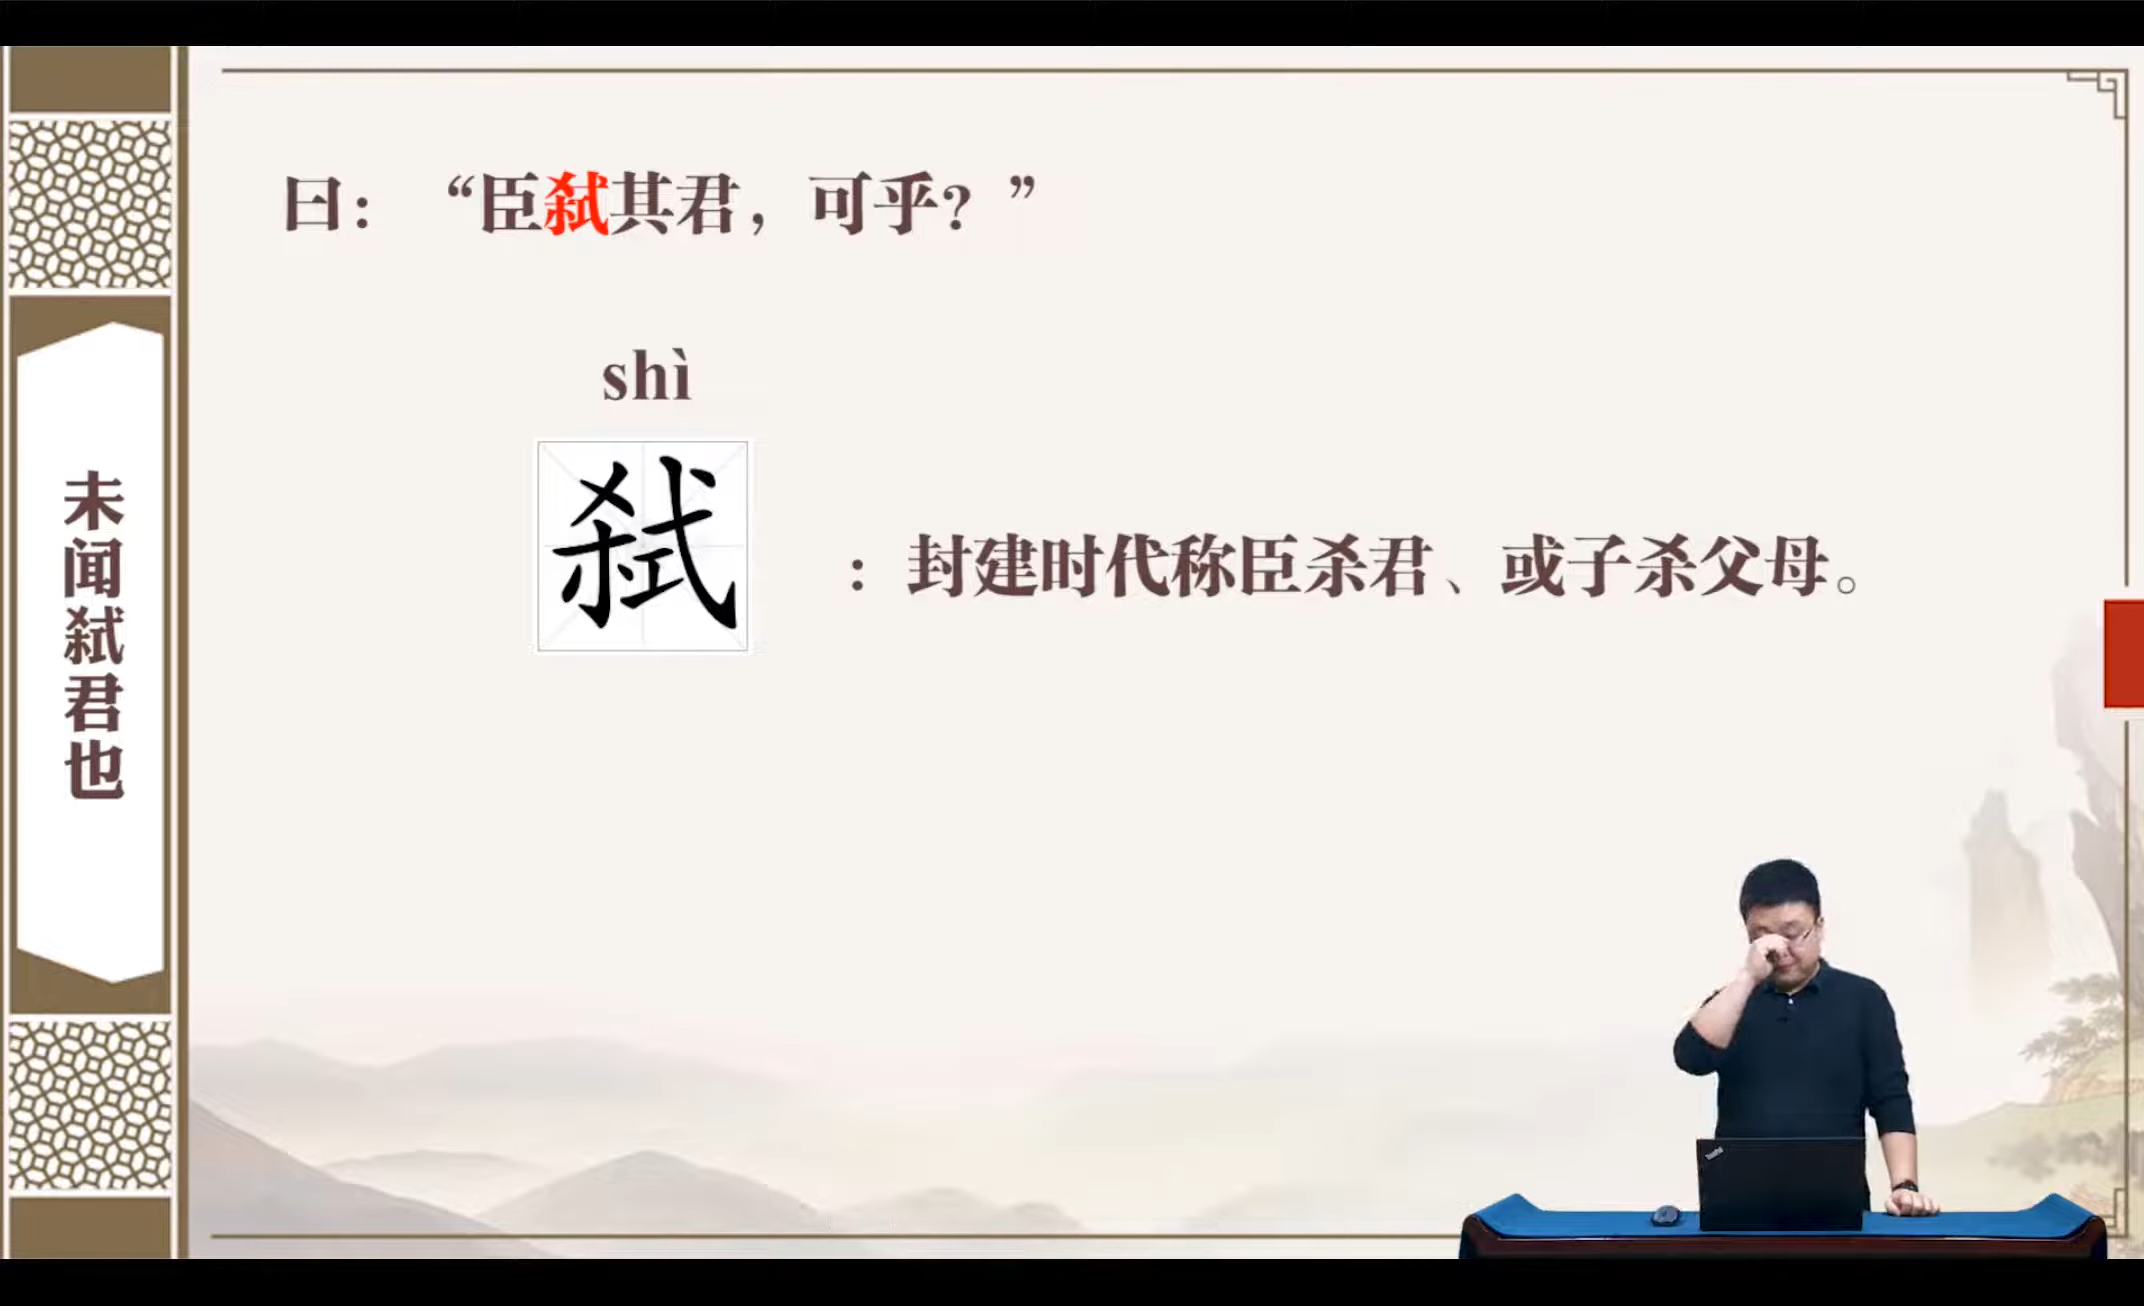 未闻弑君也
曰：“臣弑其君，可乎？”
shì
弑
：封建时代称臣杀君、或子杀父母。
ThinkPad